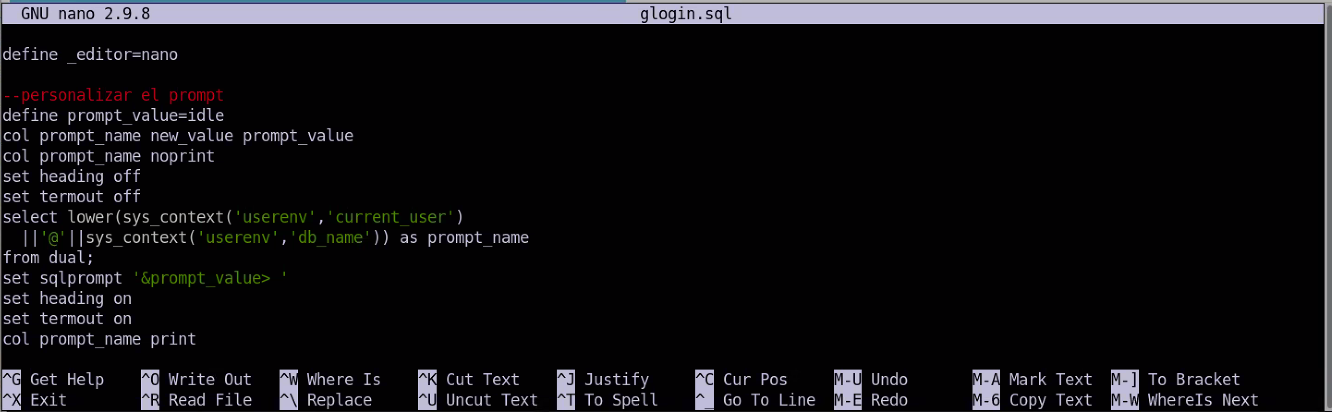 GNU nano 2.9.8 glogin.sql
define _editor=nano
--personalizar el prompt
define prompt_value=idle
col prompt_name new_value prompt_value
col prompt_name noprint
set heading off
set termout off
select lower(sys_context('userenv','current_user')
||'@'||sys_context('userenv','db_name')) as prompt_name
from dual;
set sqlprompt '&prompt_value> '
set heading on
set termout on
col prompt_name print
^G Get Help ^O Write Out ^W Where Is ^K Cut Text ^J Justify ^C Cur Pos M-U Undo M-A Mark Text M-] To Bracket
^X Exit ^R Read File ^\ Replace ^U Uncut Text ^T To Spell ^_ Go To Line M-E Redo M-6 Copy Text M-W WhereIs Next